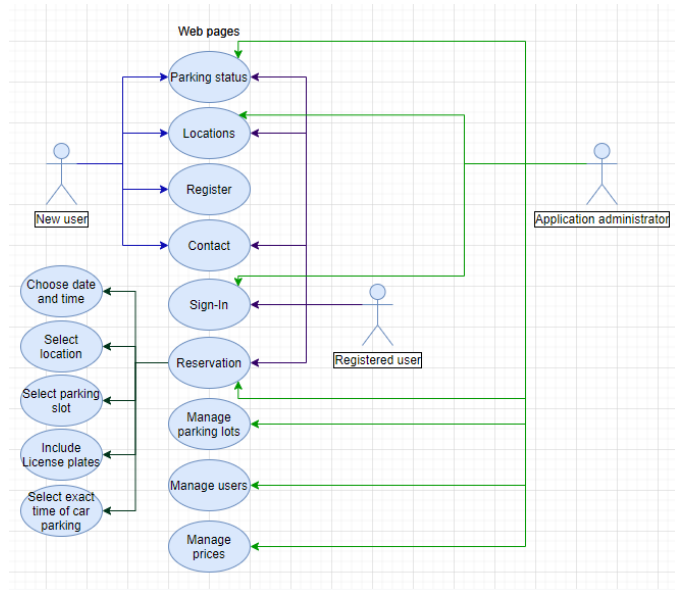 Web pages
Parking status
Locations
Register
New user
Application administrator
Contact
Choose date
and time
Sign-In
Select
location
Reservation
Registered user
Select parking
slot
Manage
parking lots
Include
License plates
Manage users
Select exact
time of car
parking
Manage
prices